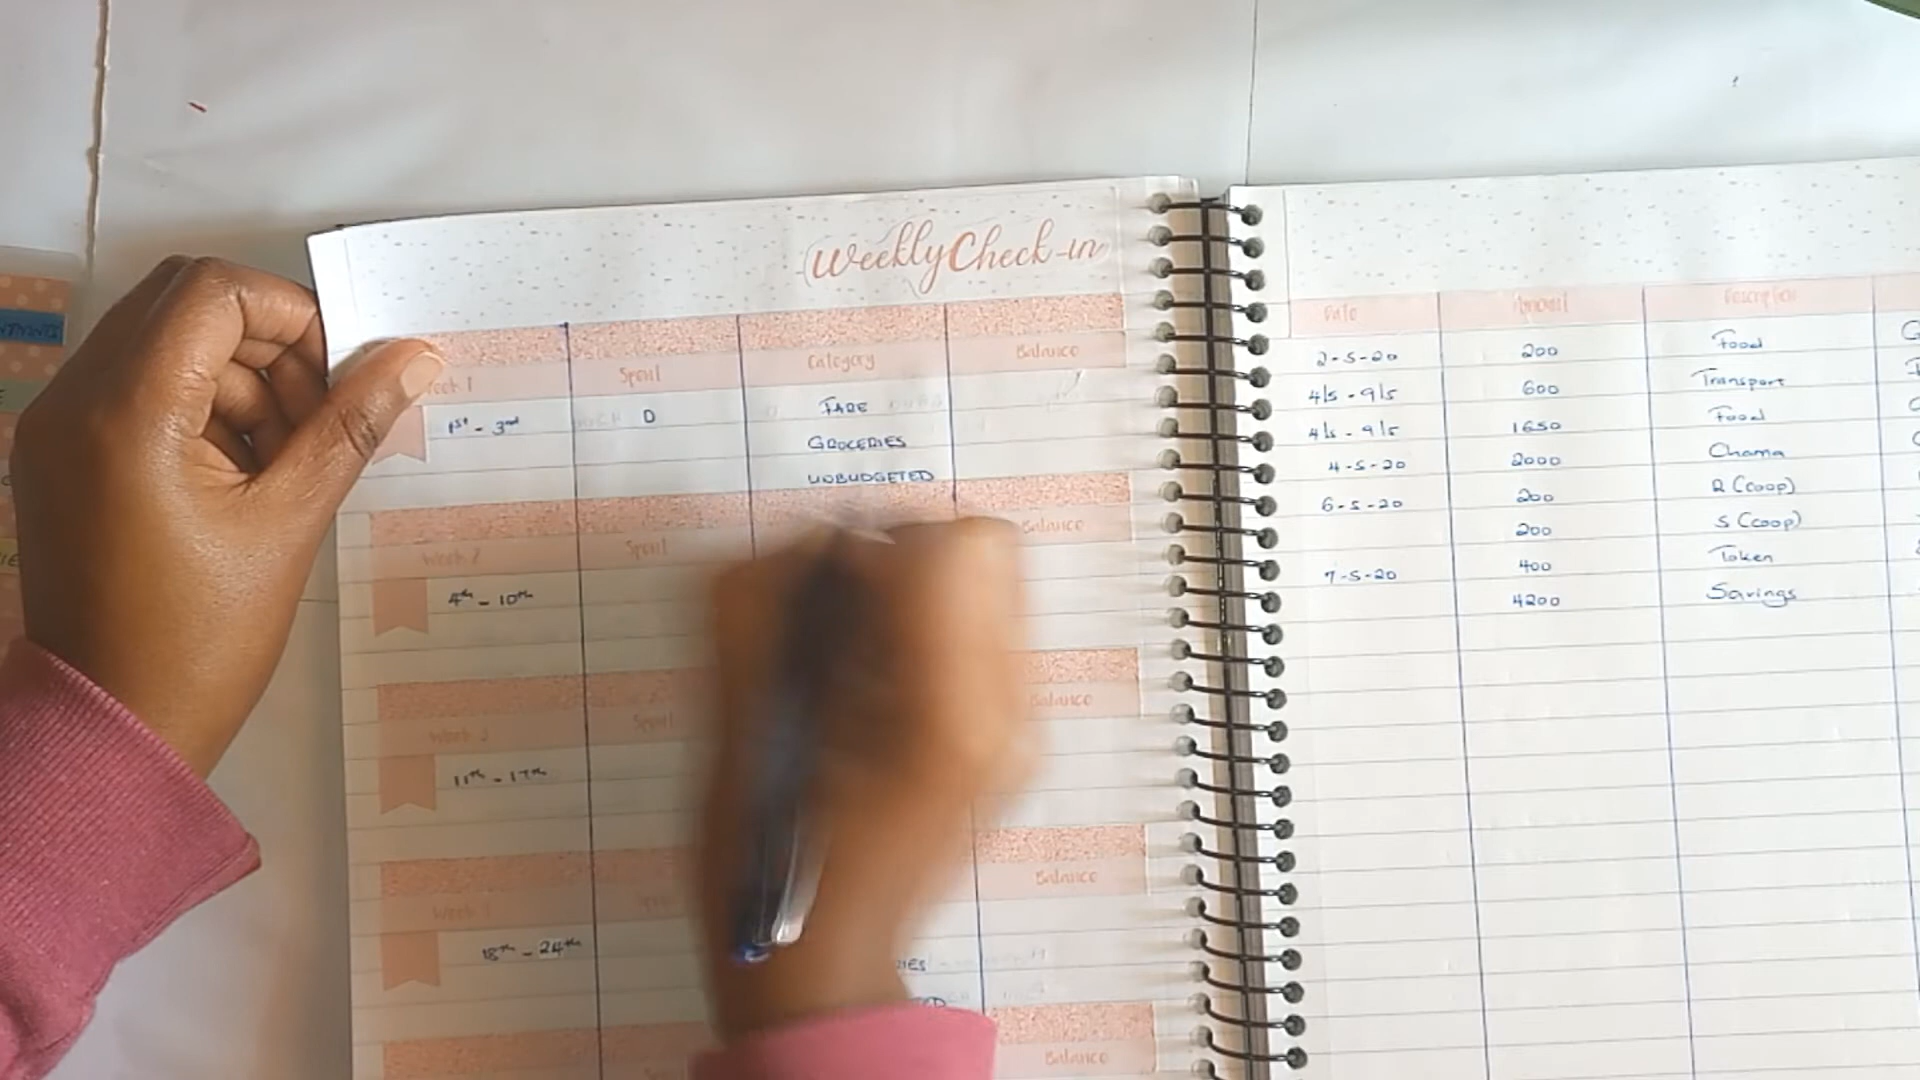 Weekly Check-in
Week 1 Spent Category Balance
1st - 3rd 0 FARE
GROCERIES
UNBUDGETED
Week 2 Spent Balance
4th - 10th
Week 3 Spent Balance
11th - 17th
Week Balance
18th - 24th
Balance
Date Amount Description
2-5-20 200 Food
4/5 - 9/5 600 Transport
4/5 - 9/5 1650 Food
4-5-20 2000 Chama
6-5-20 200 R (coop)
200 S (coop)
7-5-20 400 Token
4200 Savings